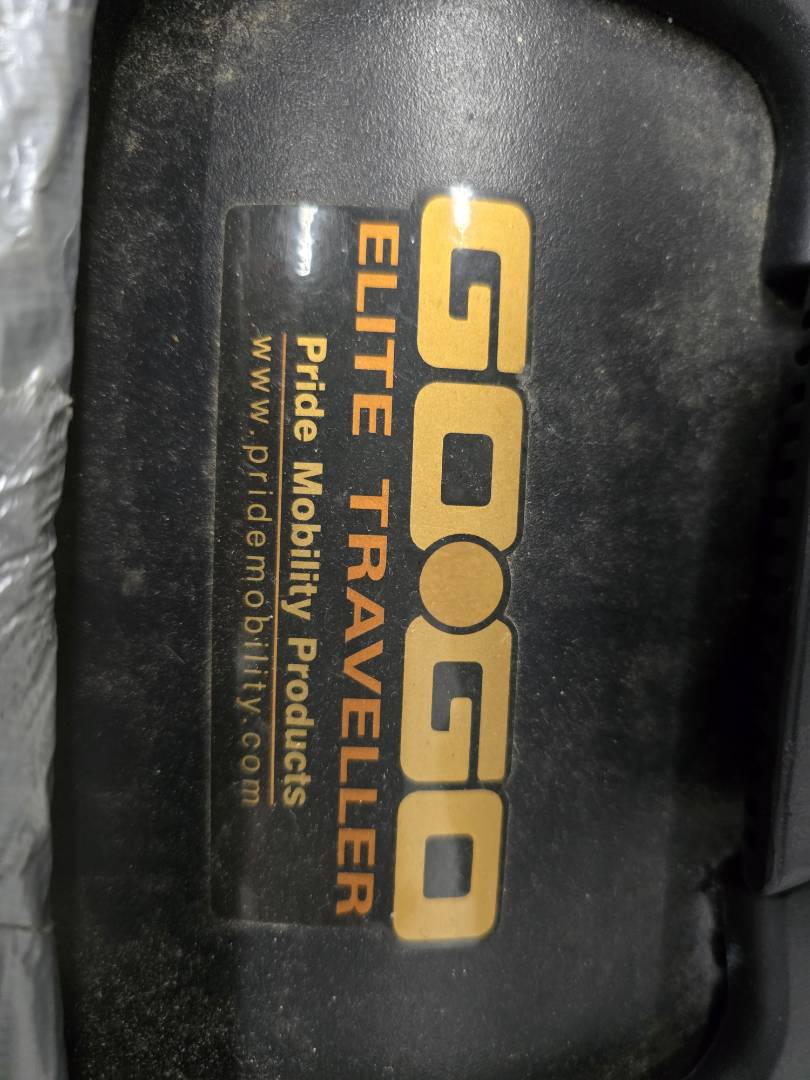 GO•GO
ELITE TRAVELLER
Pride Mobility Products
www.pridemobility.com